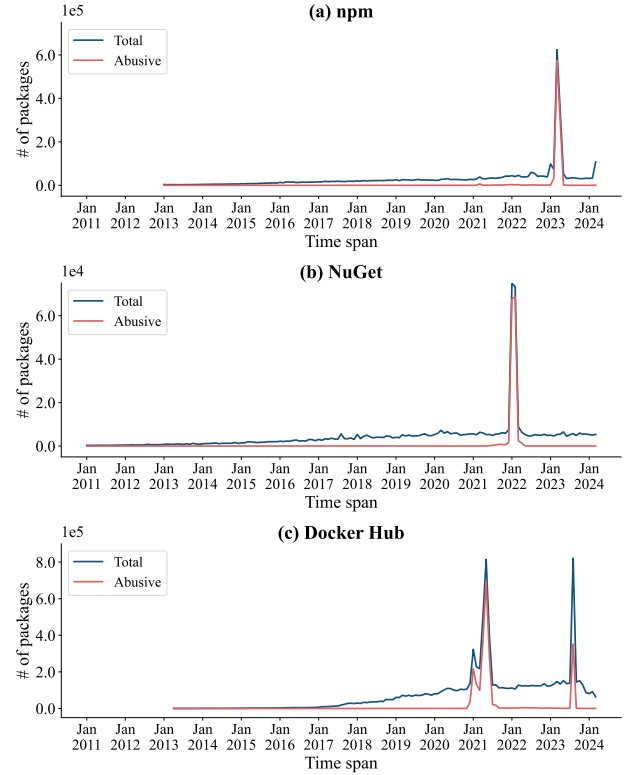 (a) npm
1e5
Total
Abusive
6.0
4.0
2.0
0.0
# of packages
Jan Jan Jan Jan Jan Jan Jan Jan Jan Jan Jan Jan Jan Jan
2011 2012 2013 2014 2015 2016 2017 2018 2019 2020 2021 2022 2023 2024
Time span
(b) NuGet
1e4
Total
Abusive
6.0
4.0
2.0
0.0
# of packages
Jan Jan Jan Jan Jan Jan Jan Jan Jan Jan Jan Jan Jan Jan
2011 2012 2013 2014 2015 2016 2017 2018 2019 2020 2021 2022 2023 2024
Time span
(c) Docker Hub
1e5
Total
Abusive
8.0
6.0
4.0
2.0
0.0
# of packages
Jan Jan Jan Jan Jan Jan Jan Jan Jan Jan Jan Jan Jan Jan
2011 2012 2013 2014 2015 2016 2017 2018 2019 2020 2021 2022 2023 2024
Time span